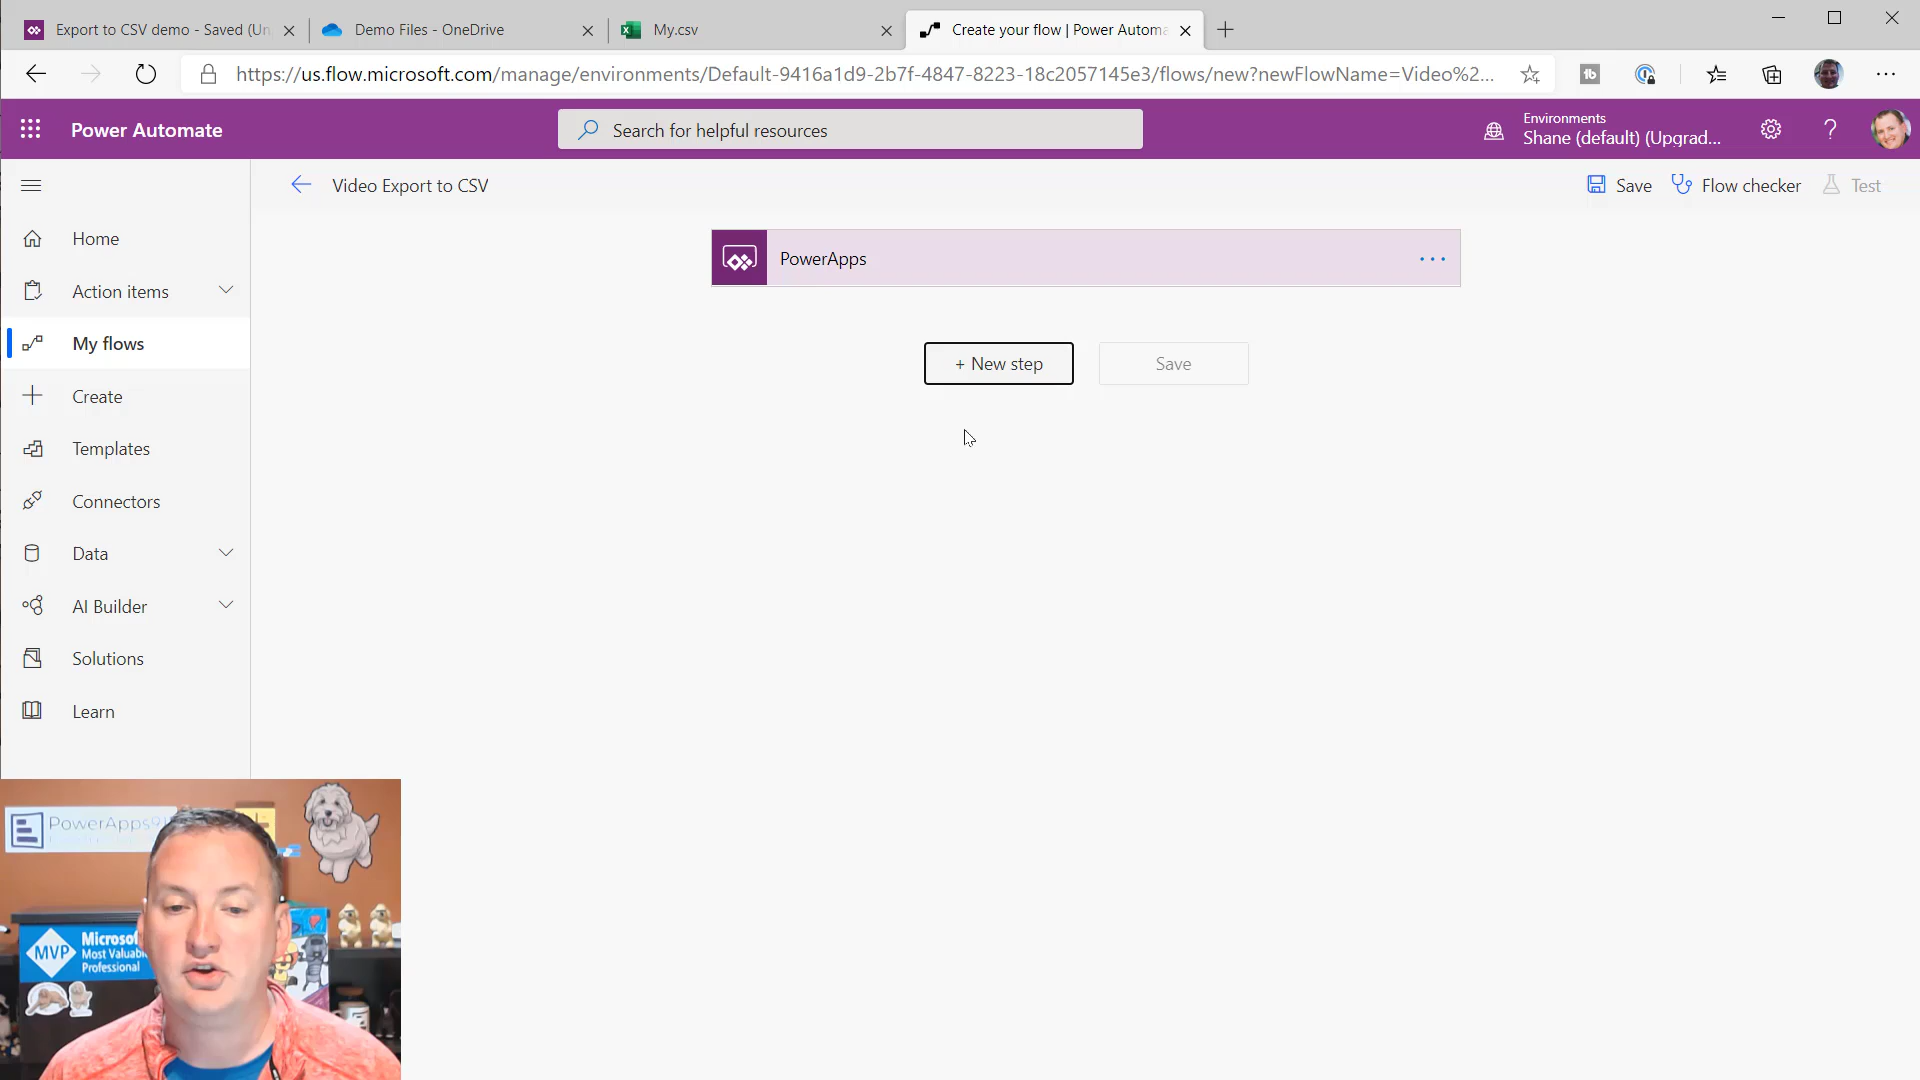 Export to CSV demo - Saved (Un
Demo Files - OneDrive
My.csv
Create your flow | Power Automa
https://us.flow.microsoft.com/manage/environments/Default-9416a1d9-2b7f-4847-8223-18c2057145e3/flows/new?newFlowName=Video%2...
Power Automate
Search for helpful resources
Environments
Shane (default) (Upgrad...
Video Export to CSV
Save
Flow checker
Test
Home
Action items
My flows
Create
Templates
Connectors
Data
AI Builder
Solutions
Learn
PowerApps
+ New step
Save
PowerApps91
MVP
Microsof
Most Valuabl
Professional